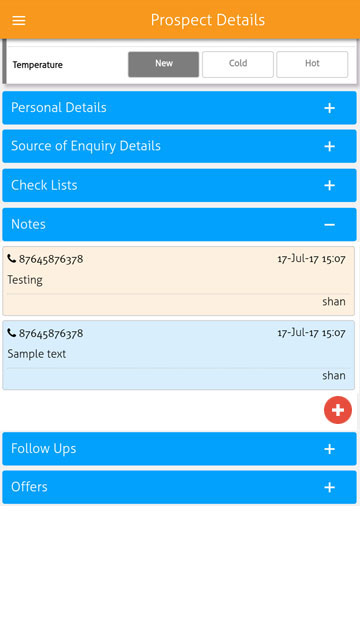 Prospect Details
Temperature New Cold Hot
Personal Details
Source of Enquiry Details
Check Lists
Notes
87645876378 17-Jul-17 15:07
Testing
shan
87645876378 17-Jul-17 15:07
Sample text
shan
Follow Ups
Offers